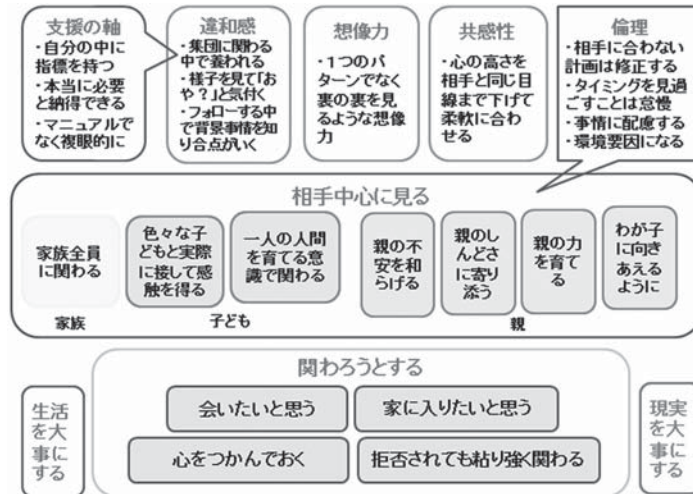 支援の軸
・自分の中に
指標を持つ
・本当に必要
と納得できる
・マニュアルで
なく複眼的に
違和感
・集団に関わる
中で養われる
・様子を見て「お
や？」と気付く
・フォローする中
で背景事情を知
り合点がいく
想像力
・1つのパ
ターンでなく
裏の裏を見
るような想像
力
共感性
・心の高さを
相手と同じ目
線まで下げて
柔軟に合わ
せる
倫理
・相手に合わない
計画は修正する
・タイミングを見過
ごすことは怠慢
・事情に配慮する
・環境要因になる
相手中心に見る
家族全員
に関わる
色々な子
どもと実際
に接して感
触を得る
一人の人間
を育てる意
識で関わる
親の不
安を和
らげる
親のし
んどさ
に寄り
添う
親の力
を育て
る
わが子
に向き
あえる
ように
家族
子ども
親
関わろうとする
生活
を大
事に
する
会いたいと思う
家に入りたいと思う
心をつかんでおく
拒否されても粘り強く関わる
現実
を大
事に
する